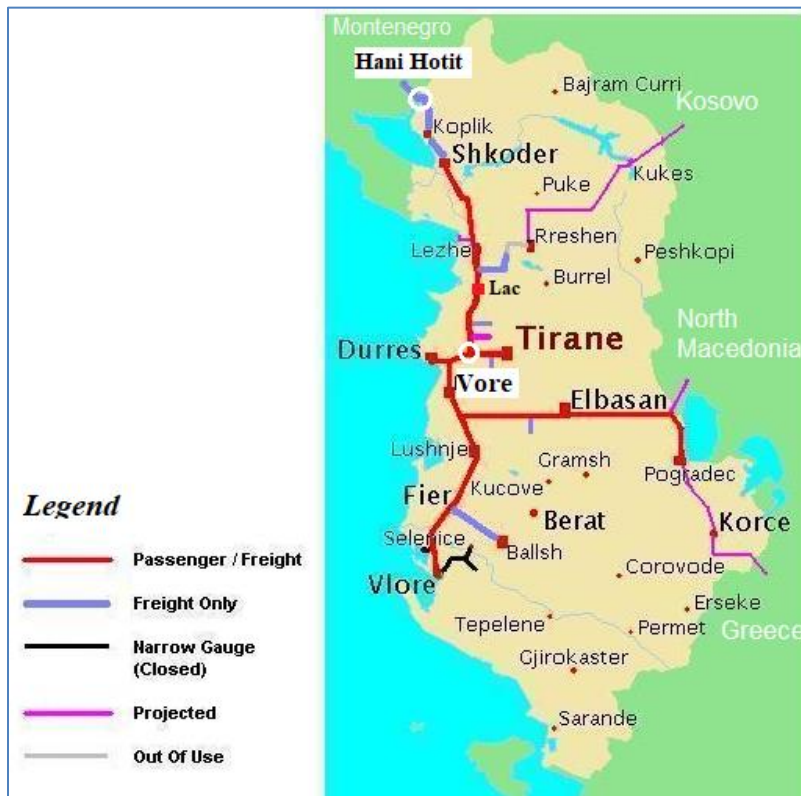 Montenegro
Hani Hotit
Bajram Curri
Kosovo
Koplik
Shkoder
Puke
Kukes
Lezhe
Rreshen
Peshkopi
Burrel
Lac
North
Macedonia
Tirane
Durres
Vore
Elbasan
Lushnje
Gramsh
Pogradec
Kucove
Fier
Berat
Korce
Selenice
Ballsh
Vlore
Corovode
Erseke
Tepelene
Permet
Greece
Gjirokaster
Sarande
Legend
Passenger / Freight
Freight Only
Narrow Gauge
(Closed)
Projected
Out Of Use